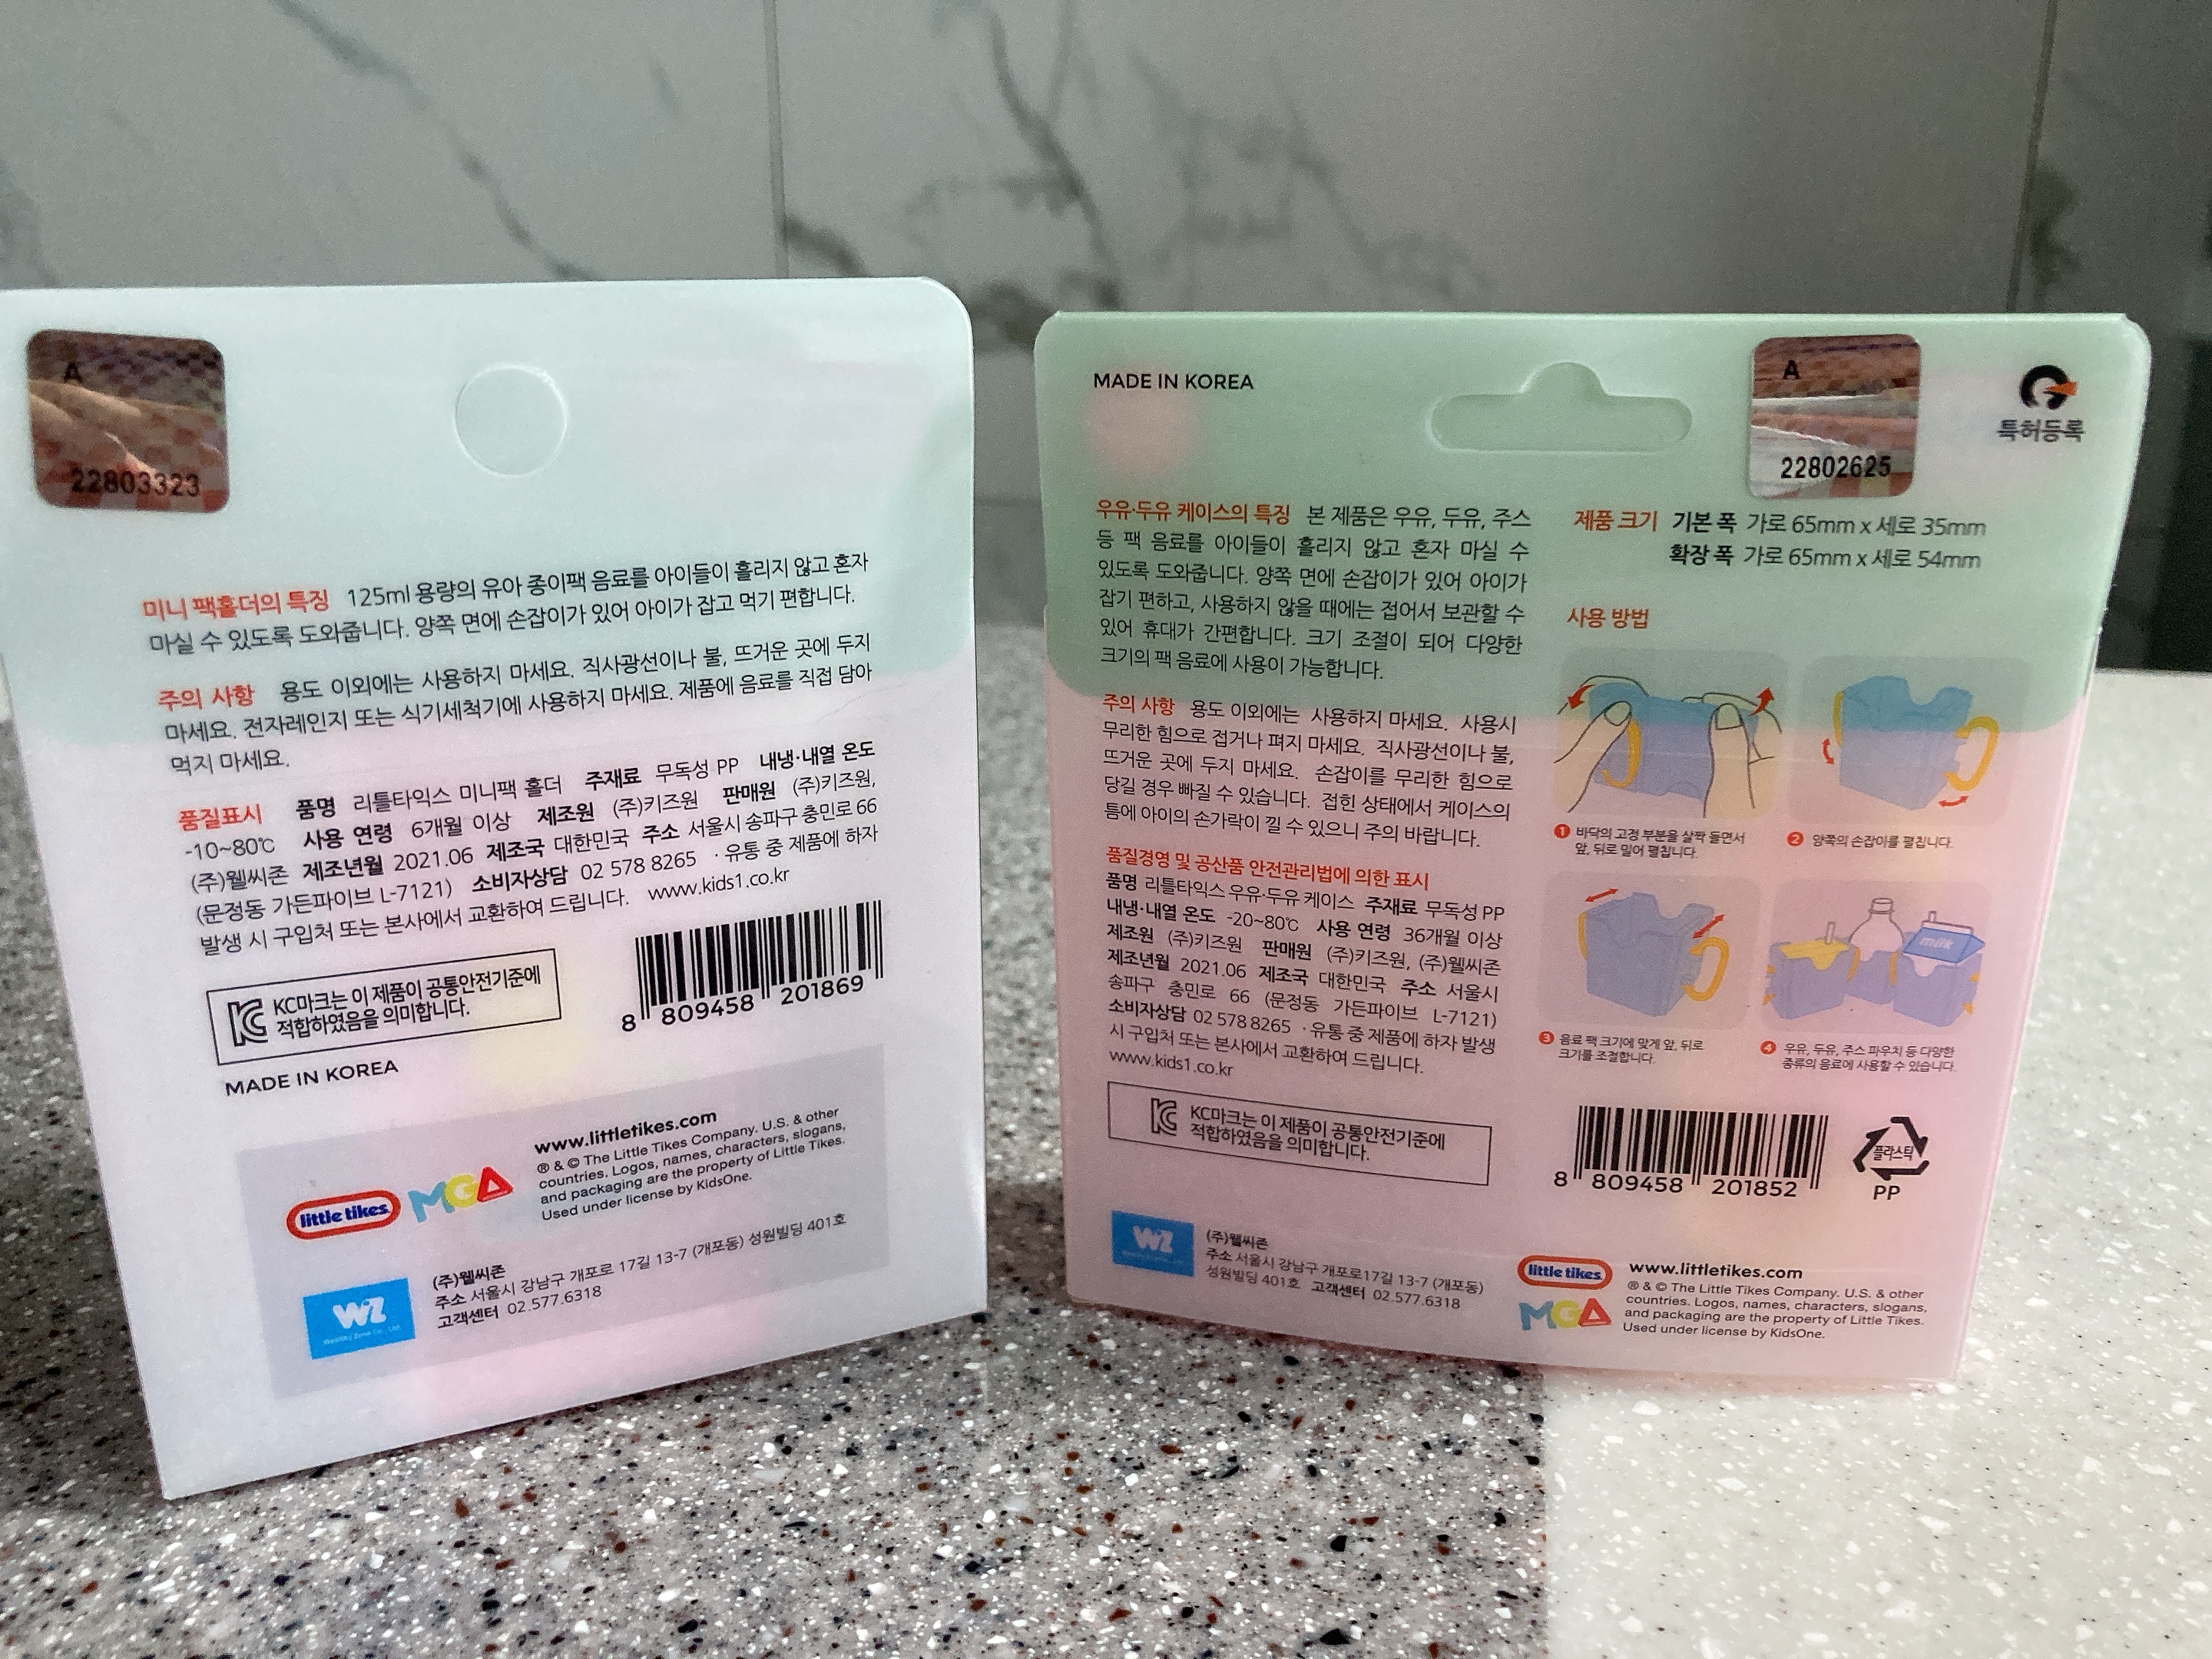 A
22803323
미니 팩홀더의 특징 125ml 용량의 유아 종이팩 음료를 아이들이 흘리지 않고 혼자
마실 수 있도록 도와줍니다. 양쪽 면에 손잡이가 있어 아이가 잡고 먹기 편합니다.
주의 사항 용도 이외에는 사용하지 마세요. 직사광선이나 불, 뜨거운 곳에 두지
마세요. 전자레인지 또는 식기세척기에 사용하지 마세요. 제품에 음료를 직접 담아
먹지 마세요.
품질표시 품명 리틀타익스 미니팩 홀더 주재료 무독성 PP 내냉·내열 온도
-10~80℃ 사용 연령 6개월 이상 제조원 (주)키즈원 판매원 (주)키즈원,
(주)웰씨존 제조년월 2021.06 제조국 대한민국 주소 서울시 송파구 충민로 66
(문정동 가든파이브 L-7121) 소비자상담 02 578 8265 ·유통 중 제품에 하자
발생 시 구입처 또는 본사에서 교환하여 드립니다. www.kids1.co.kr
KC마크는 이 제품이 공통안전기준에
적합하였음을 의미합니다.
8 809458 201869
MADE IN KOREA
little tikes
MGA
www.littletikes.com
® & © The Little Tikes Company. U.S. & other
countries. Logos, names, characters, slogans,
and packaging are the property of Little Tikes.
Used under license by KidsOne.
WZ
(주)웰씨존
주소 서울시 강남구 개포로 17길 13-7 (개포동) 성원빌딩 401호
고객센터 02.577.6318
MADE IN KOREA
A
22802625
특허등록
우유·두유 케이스의 특징 본 제품은 우유, 두유, 주스
등 팩 음료를 아이들이 흘리지 않고 혼자 마실 수
있도록 도와줍니다. 양쪽 면에 손잡이가 있어 아이가
잡기 편하고, 사용하지 않을 때에는 접어서 보관할 수
있어 휴대가 간편합니다. 크기 조절이 되어 다양한
크기의 팩 음료에 사용이 가능합니다.
주의 사항 용도 이외에는 사용하지 마세요. 사용시
무리한 힘으로 접거나 펴지 마세요. 직사광선이나 불,
뜨거운 곳에 두지 마세요. 손잡이를 무리한 힘으로
당길 경우 빠질 수 있습니다. 접힌 상태에서 케이스의
틈에 아이의 손가락이 낄 수 있으니 주의 바랍니다.
품질경영 및 공산품 안전관리법에 의한 표시
품명 리틀타익스 우유·두유 케이스 주재료 무독성 PP
내냉·내열 온도 -20~80℃ 사용 연령 36개월 이상
제조원 (주)키즈원 판매원 (주)키즈원, (주)웰씨존
제조년월 2021.06 제조국 대한민국 주소 서울시
송파구 충민로 66 (문정동 가든파이브 L-7121)
소비자상담 02 578 8265 ·유통 중 제품에 하자 발생
시 구입처 또는 본사에서 교환하여 드립니다.
www.kids1.co.kr
KC마크는 이 제품이 공통안전기준에
적합하였음을 의미합니다.
제품 크기 기본 폭 가로 65mm x 세로 35mm
확장 폭 가로 65mm x 세로 54mm
사용 방법
1 바닥의 고정 부분을 살짝 들면서
앞, 뒤로 밀어 펼칩니다.
2 양쪽의 손잡이를 펼칩니다.
milk
3 음료 팩 크기에 맞게 앞, 뒤로
크기를 조절합니다.
4 우유, 두유, 주스 파우치 등 다양한
종류의 음료에 사용할 수 있습니다.
8 809458 201852
플라스틱
PP
WZ
(주)웰씨존
주소 서울시 강남구 개포로17길 13-7 (개포동)
성원빌딩 401호 고객센터 02.577.6318
little tikes
MGA
www.littletikes.com
® & © The Little Tikes Company. U.S. & other
countries. Logos, names, characters, slogans,
and packaging are the property of Little Tikes.
Used under license by KidsOne.